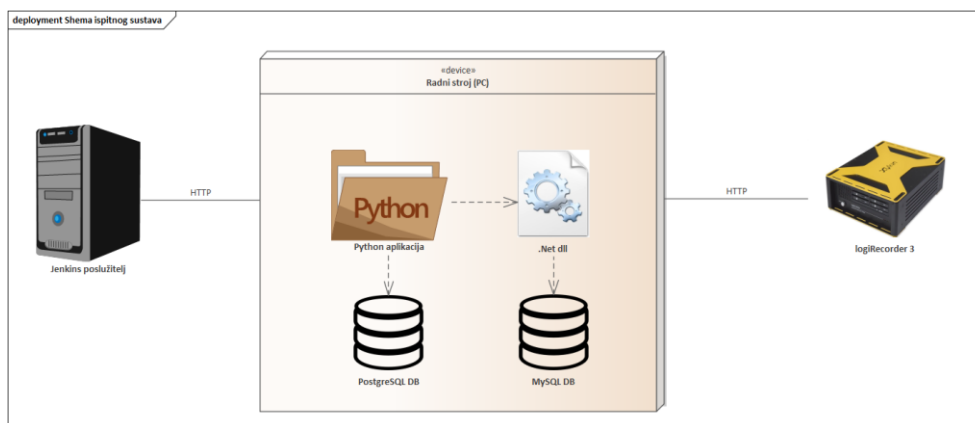 deployment Shema ispitnog sustava
«device»
Radni stroj (PC)
HTTP
HTTP
Python
Python aplikacija
.Net dll
Jenkins poslužitelj
logiRecorder 3
PostgreSQL DB
MySQL DB